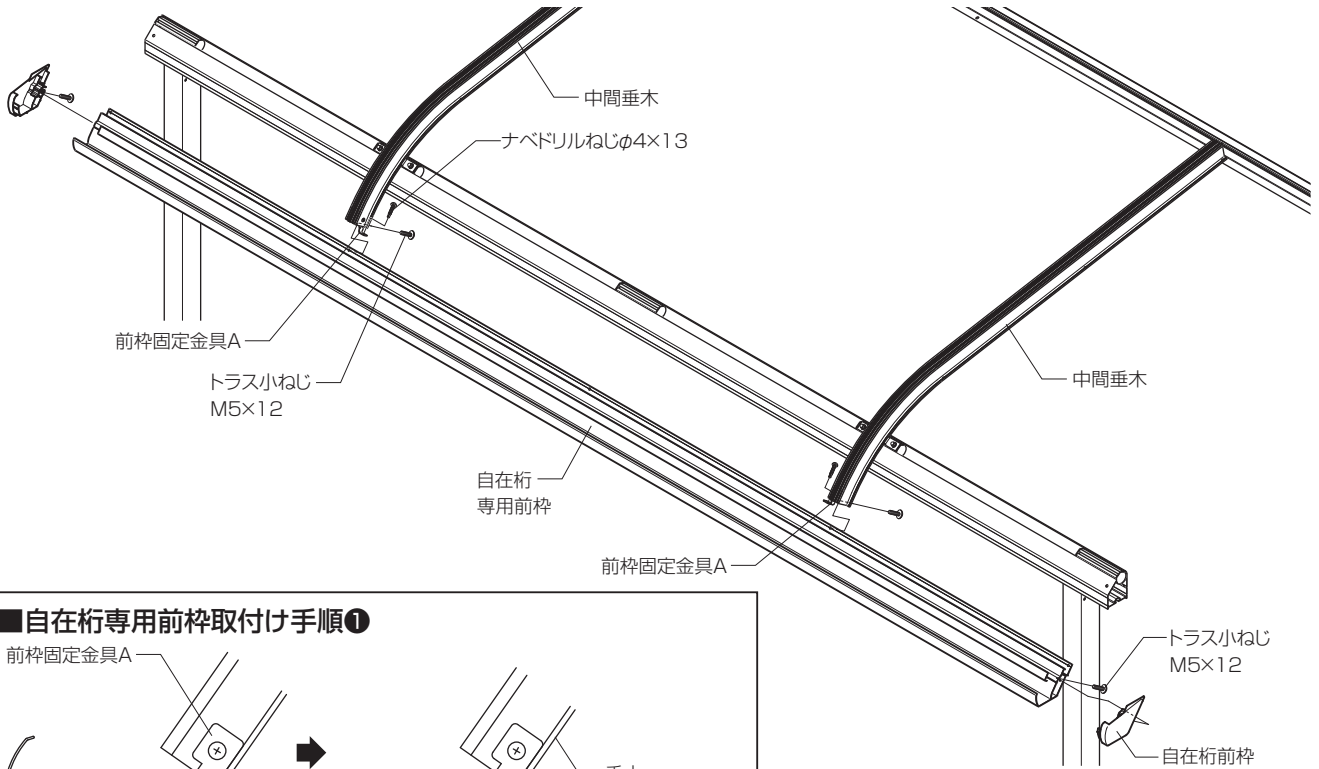 中間垂木
ナベドリルねじφ4×13
前枠固定金具A
トラス小ねじ
M5×12
中間垂木
自在桁
専用前枠
前枠固定金具A
■自在桁専用前枠取付け手順❶
前枠固定金具A
トラス小ねじ
M5×12
自在桁前枠